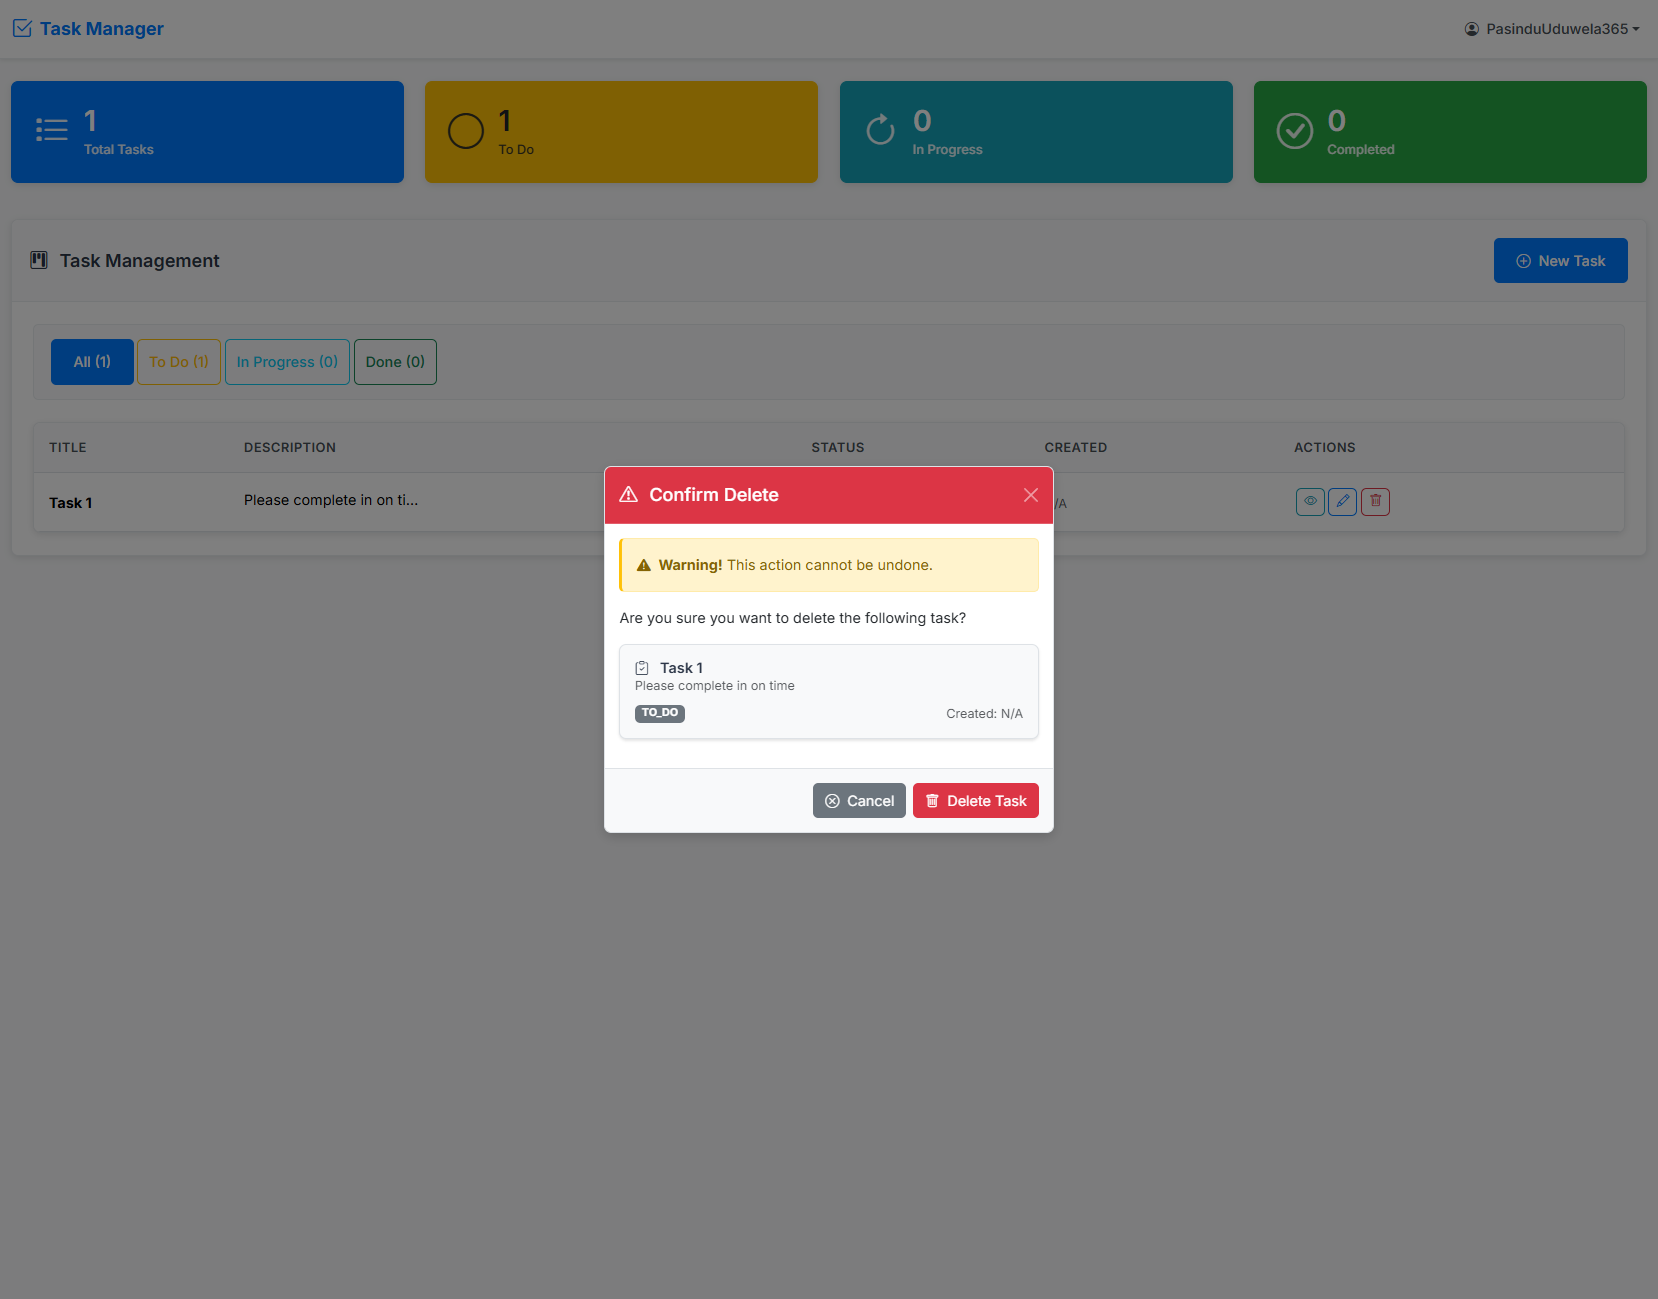 Task Manager
PasinduUduwela365
1
Total Tasks
1
To Do
0
In Progress
0
Completed
Task Management
New Task
All (1)
To Do (1)
In Progress (0)
Done (0)
TITLE DESCRIPTION STATUS CREATED ACTIONS
Task 1 Please complete in on ti... /A
Confirm Delete
Warning! This action cannot be undone.
Are you sure you want to delete the following task?
Task 1
Please complete in on time
TO_DO Created: N/A
Cancel
Delete Task